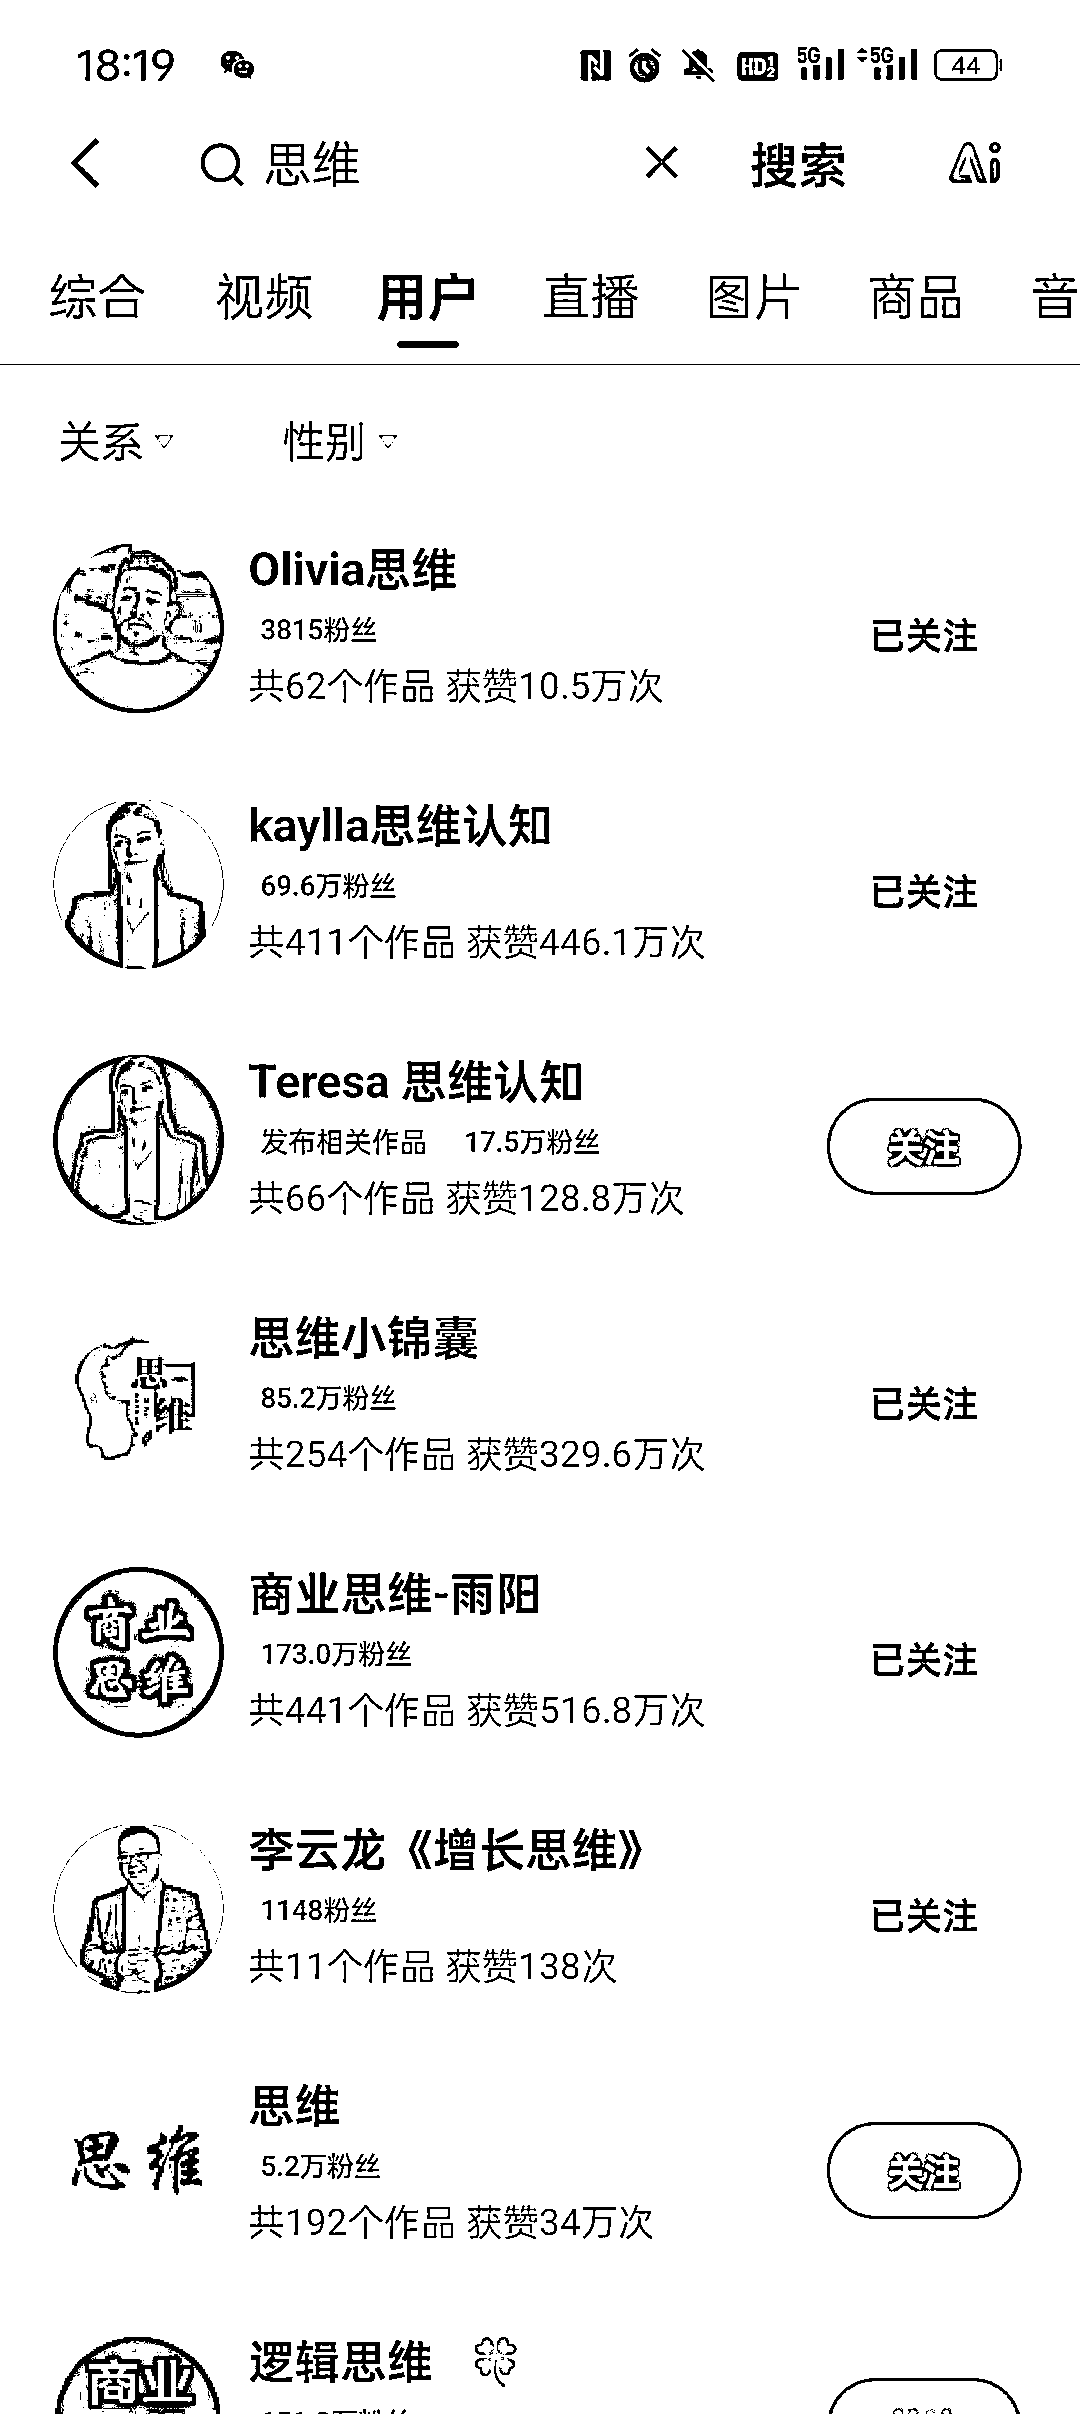 18:19 5G 5G 44
思维 搜索 Ai
综合 视频 用户 直播 图片 商品 音
关系 性别
Olivia思维
3815粉丝
共62个作品 获赞10.5万次
已关注
kaylla思维认知
69.6万粉丝
共411个作品 获赞446.1万次
已关注
Teresa 思维认知
发布相关作品 17.5万粉丝
共66个作品 获赞128.8万次
关注
思维
思维小锦囊
85.2万粉丝
共254个作品 获赞329.6万次
已关注
商业
思维
商业思维-雨阳
173.0万粉丝
共441个作品 获赞516.8万次
已关注
李云龙《增长思维》
1148粉丝
共11个作品 获赞138次
已关注
思维
思维
5.2万粉丝
共192个作品 获赞34万次
关注
商业
逻辑思维 🍀